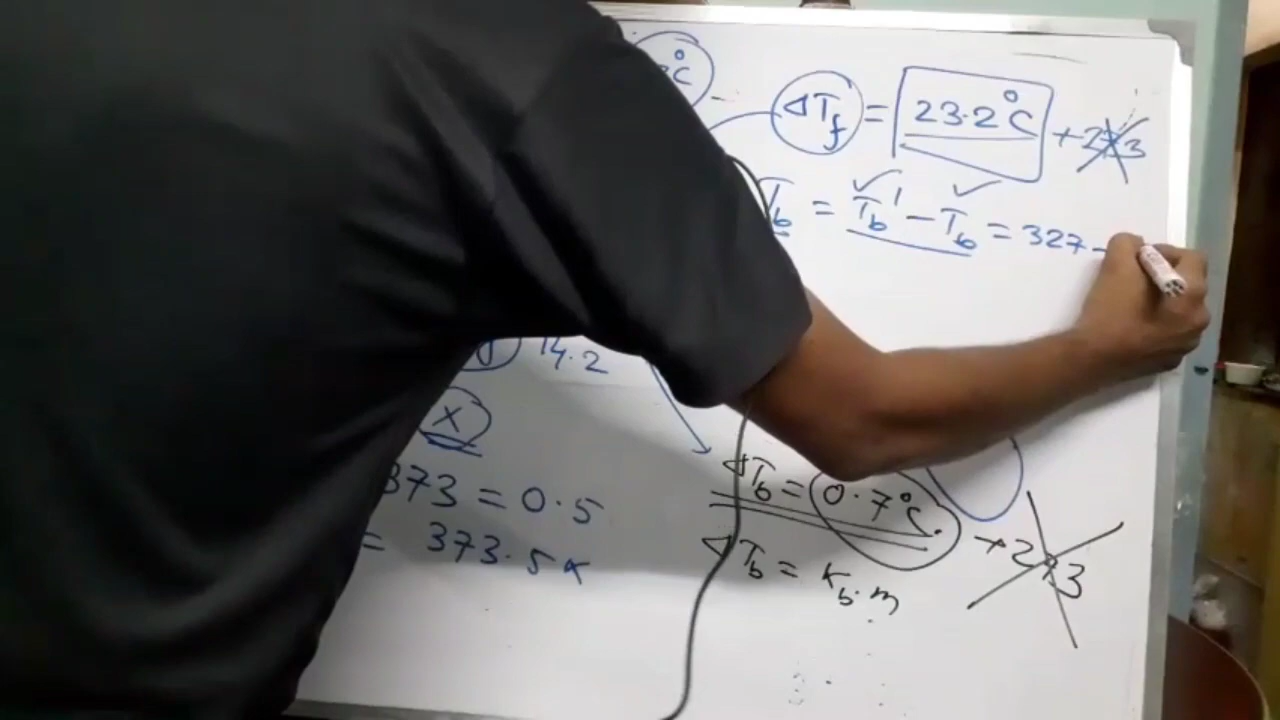 °C
ΔT_f = 23.2°C + 273
T_b = T_b' - T_b = 327 -
14.2
X
373 = 0.5
= 373.5 K
ΔT_b = 0.7°C + 273
ΔT_b = K_b.m